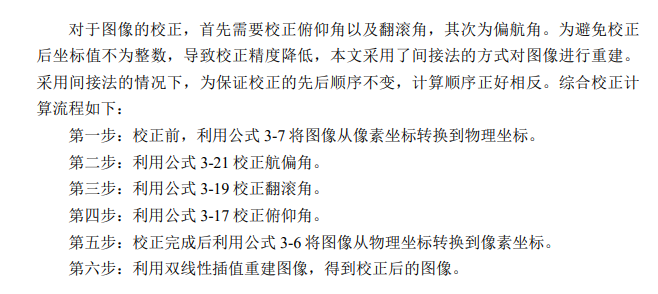 对于图像的校正，首先需要校正俯仰角以及翻滚角，其次为偏航角。为避免校正
后坐标值不为整数，导致校正精度降低，本文采用了间接法的方式对图像进行重建。
采用间接法的情况下，为保证校正的先后顺序不变，计算顺序正好相反。综合校正计
算流程如下：
第一步：校正前，利用公式 3-7 将图像从像素坐标转换到物理坐标。
第二步：利用公式 3-21 校正航偏角。
第三步：利用公式 3-19 校正翻滚角。
第四步：利用公式 3-17 校正俯仰角。
第五步：校正完成后利用公式 3-6 将图像从物理坐标转换到像素坐标。
第六步：利用双线性插值重建图像，得到校正后的图像。